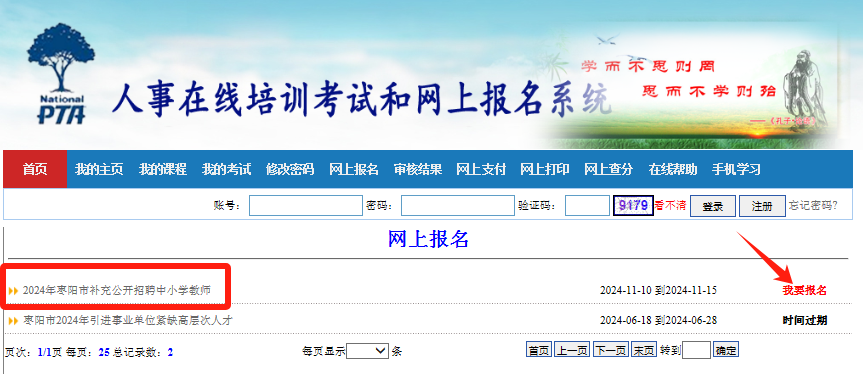 National
PTA
人事在线培训考试和网上报名系统
学而不思则罔
思而不学则殆
首页 我的主页 我的课程 我的考试 修改密码 网上报名 审核结果 网上支付 网上打印 网上查分 在线帮助 手机学习
账号： 密码： 验证码： 9179 看不清 登录 注册 忘记密码?
网上报名
2024年枣阳市补充公开招聘中小学教师 2024-11-10 到2024-11-15 我要报名
枣阳市2024年引进事业单位紧缺高层次人才 2024-06-18 到2024-06-28 时间过期
页次：1/1页 每页：25 总记录数：2 每页显示 条 首页 上一页 下一页 末页 转到 确定